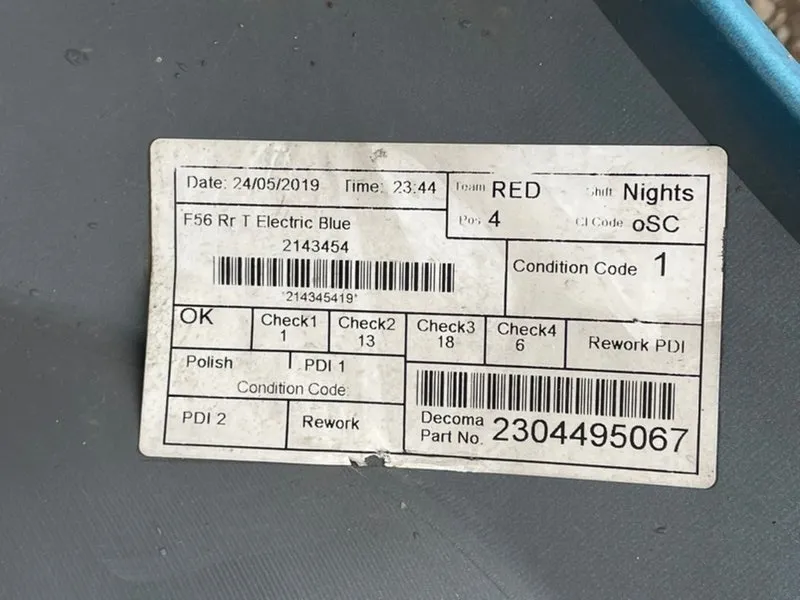 Date: 24/05/2019 Time: 23:44 Team RED Shift Nights
Pos 4 Cl Code oSC
F56 Rr T Electric Blue
2143454
*214345419*
Condition Code 1
OK Check1 1 Check2 13 Check3 18 Check4 6 Rework PDI
Polish PDI 1
Condition Code
PDI 2 Rework
Decoma
Part No. 2304495067